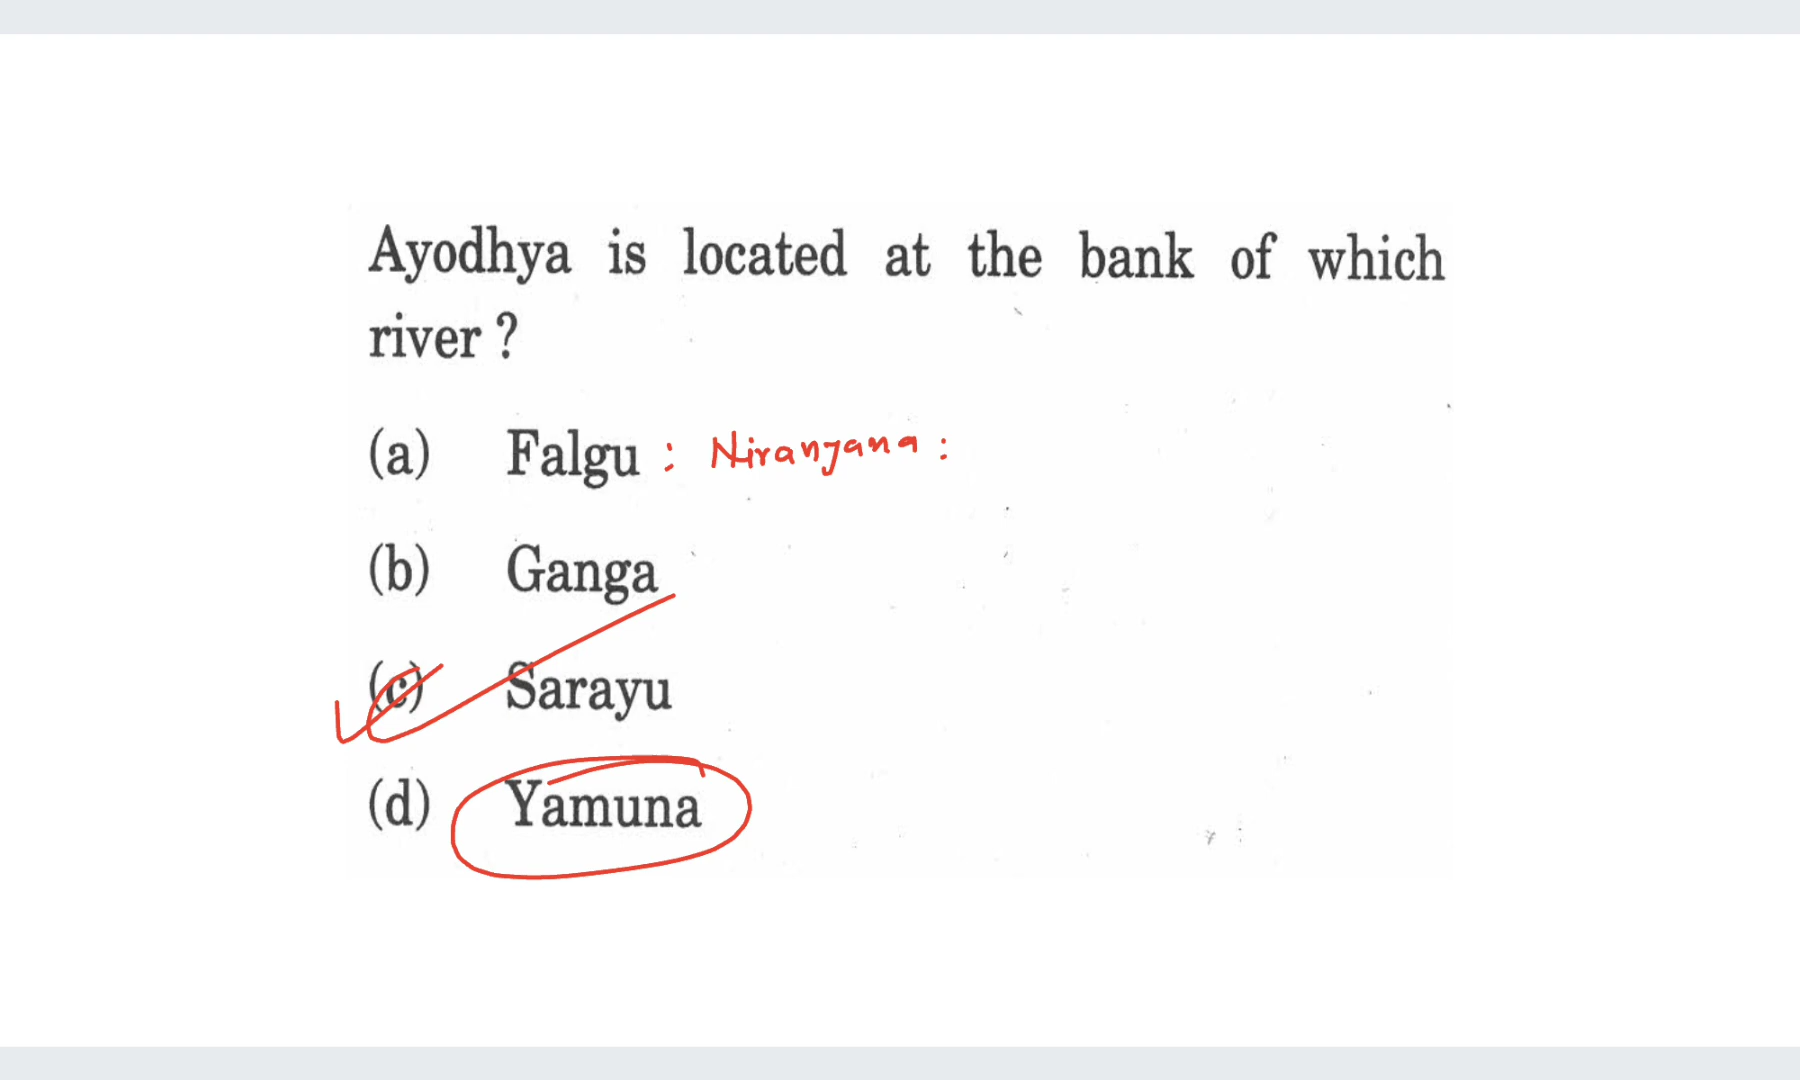 Ayodhya is located at the bank of which
river ?
(a) Falgu : Niranjana :
(b) Ganga
(c) Sarayu
(d) Yamuna